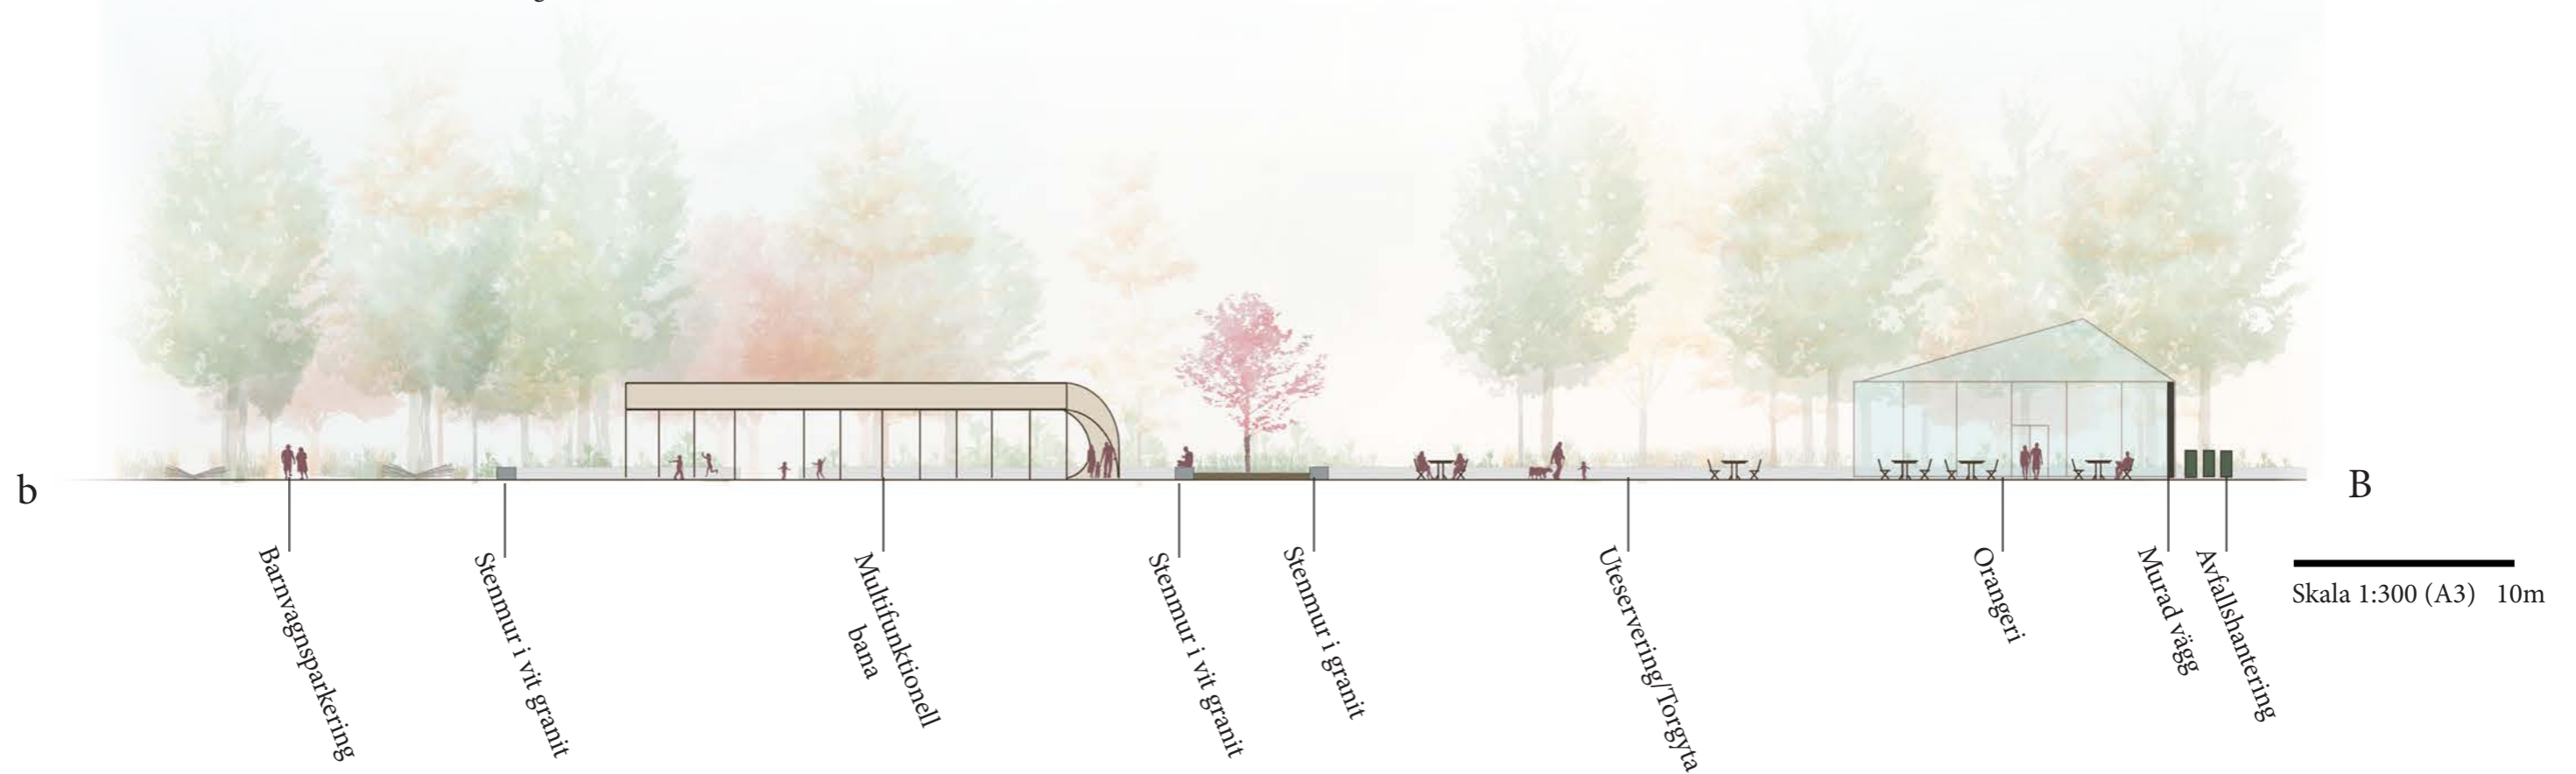 b
B
Barnvagnsparkering
Stenmur i vit granit
Multifunktionell
bana
Stenmur i vit granit
Stenmur i granit
Uteservering/Torgyta
Orangeri
Murad vägg
Avfallshantering
Skala 1:300 (A3) 10m